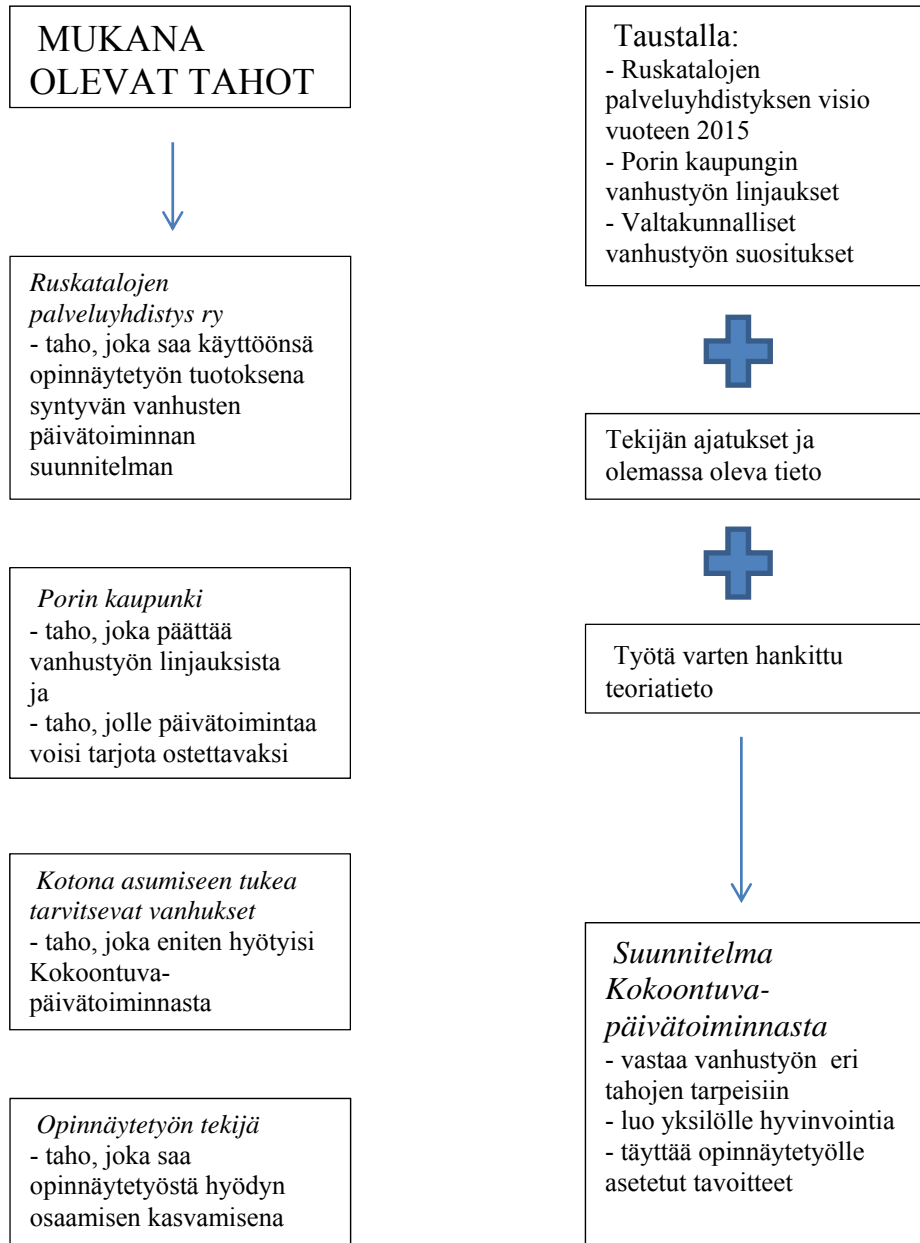 MUKANA
OLEVAT TAHOT
Ruskatalojen
palveluyhdistys ry
- taho, joka saa käyttöönsä
opinnäytetyön tuotoksena
syntyvän vanhusten
päivätoiminnan
suunnitelman
Porin kaupunki
- taho, joka päättää
vanhustyön linjauksista
ja
- taho, jolle päivätoimintaa
voisi tarjota ostettavaksi
Kotona asumiseen tukea
tarvitsevat vanhukset
- taho, joka eniten hyötyisi
Kokoontuva-
päivätoiminnasta
Opinnäytetyön tekijä
- taho, joka saa
opinnäytetyöstä hyödyn
osaamisen kasvamisena
Taustalla:
- Ruskatalojen
palveluyhdistyksen visio
vuoteen 2015
- Porin kaupungin
vanhustyön linjaukset
- Valtakunnalliset
vanhustyön suositukset
Tekijän ajatukset ja
olemassa oleva tieto
Työtä varten hankittu
teoriatieto
Suunnitelma
Kokoontuva-
päivätoiminnasta
- vastaa vanhustyön eri
tahojen tarpeisiin
- luo yksilölle hyvinvointia
- täyttää opinnäytetyölle
asetetut tavoitteet